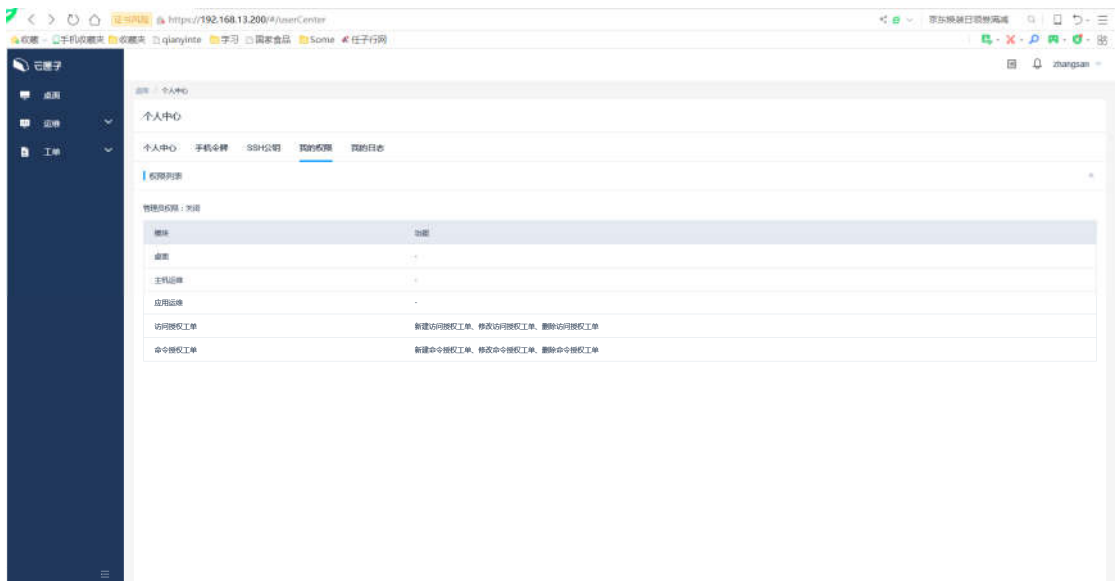 证书风险 https://192.168.13.200/#/userCenter
收藏 手机收藏夹 收藏夹 qianyinte 学习 国家食品 Some 任子行网
云匣子
zhangsan
桌面
运维
工单
桌面 / 个人中心
个人中心
个人中心 手机令牌 SSH公钥 我的权限 我的日志
权限列表
管理员权限：关闭
模块 功能
桌面 -
主机运维 -
应用运维 -
访问授权工单 新建访问授权工单、修改访问授权工单、删除访问授权工单
命令授权工单 新建命令授权工单、修改命令授权工单、删除命令授权工单